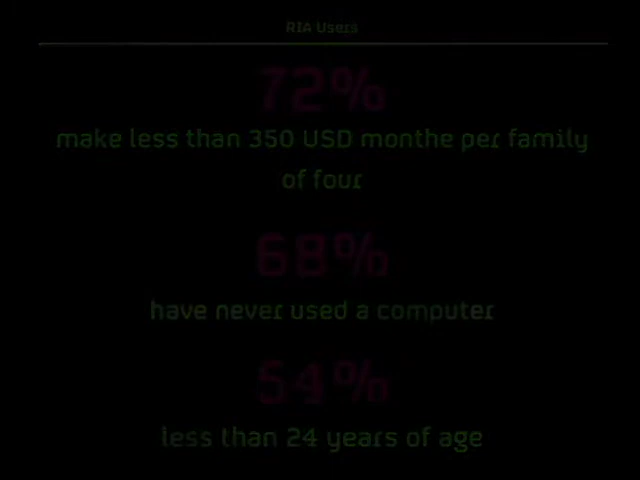 RIA Users
72%
make less than 350 USD monthe per family
of four
68%
have never used a computer
54%
less than 24 years of age